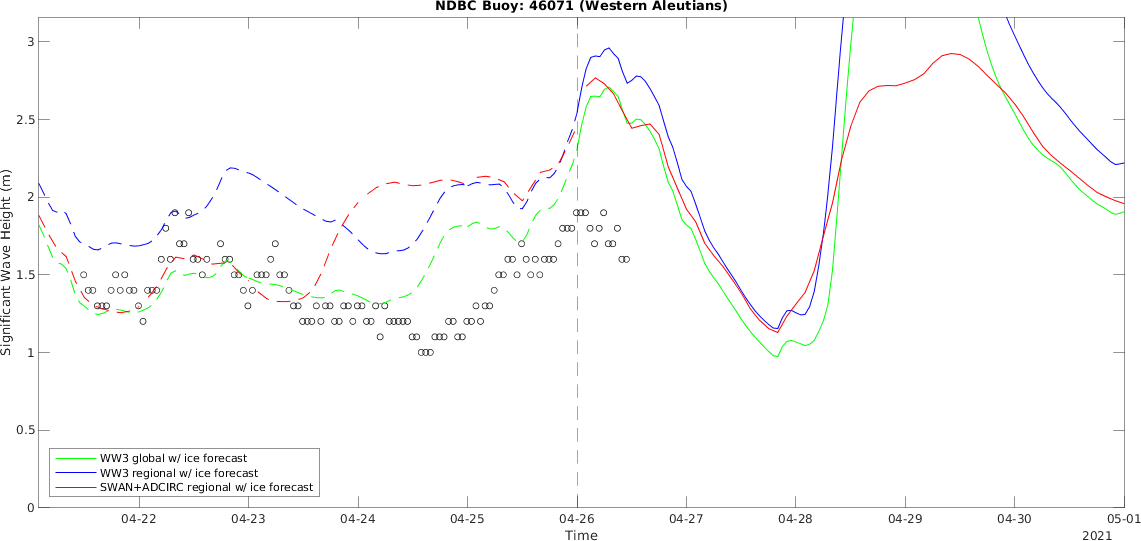 NDBC Buoy: 46071 (Western Aleutians)
Significant Wave Height (m)
3
2.5
2
1.5
1
0.5
0
WW3 global w/ ice forecast
WW3 regional w/ ice forecast
SWAN+ADCIRC regional w/ ice forecast
04-22 04-23 04-24 04-25 04-26 04-27 04-28 04-29 04-30 05-01
Time 2021